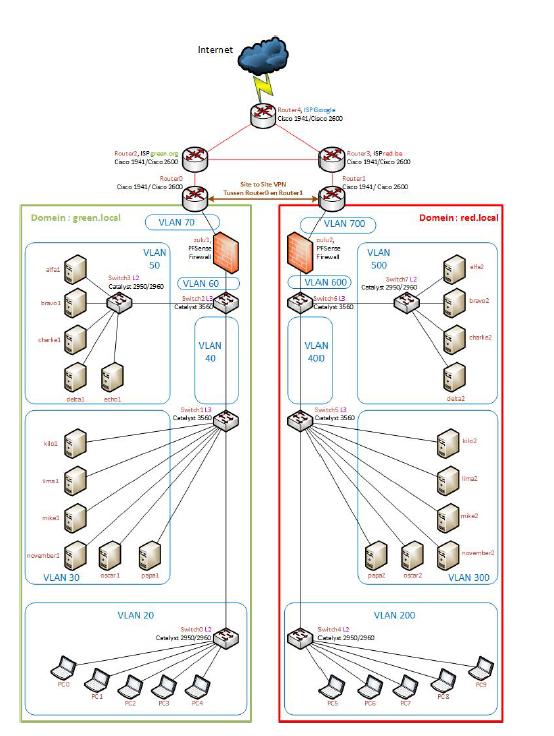 Internet
Router4, ISPGoogle
Cisco 1941/Cisco 2600
Router2, ISPgreen.org
Cisco 1941/Cisco 2600
Router3, ISPred.be
Cisco 1941/Cisco 2600
Router0
Cisco 1941/ Cisco 2600
Site to Site VPN
Tussen Router0 en Router1
Router1
Cisco 1941/ Cisco 2600
Domein : green.local
VLAN 70
VLAN 700
Domein : red.local
zulu1,
PFSense
Firewall
zulu2,
PFSense
Firewall
VLAN
50
VLAN
500
alfa1
Switch3 L2
Catalyst 2950/2960
VLAN 60
VLAN 600
Switch7 L2
Catalyst 2950/2960
alfa2
bravo1
Switch2 L3
Catalyst 3560
Switch6 L3
Catalyst 3560
bravo2
charlie1
VLAN
40
VLAN
400
charlie2
delta1
echo1
delta2
Switch1 L3
Catalyst 3560
Switch5 L3
Catalyst 3560
kilo1
kilo2
lima1
lima2
mike1
mike2
november1
oscar1
papa1
papa2
oscar2
november2
VLAN 30
VLAN 300
VLAN 20
VLAN 200
Switch0 L2
Catalyst 2950/2960
Switch4 L2
Catalyst 2950/2960
PC0
PC1
PC2
PC3
PC4
PC5
PC6
PC7
PC8
PC9